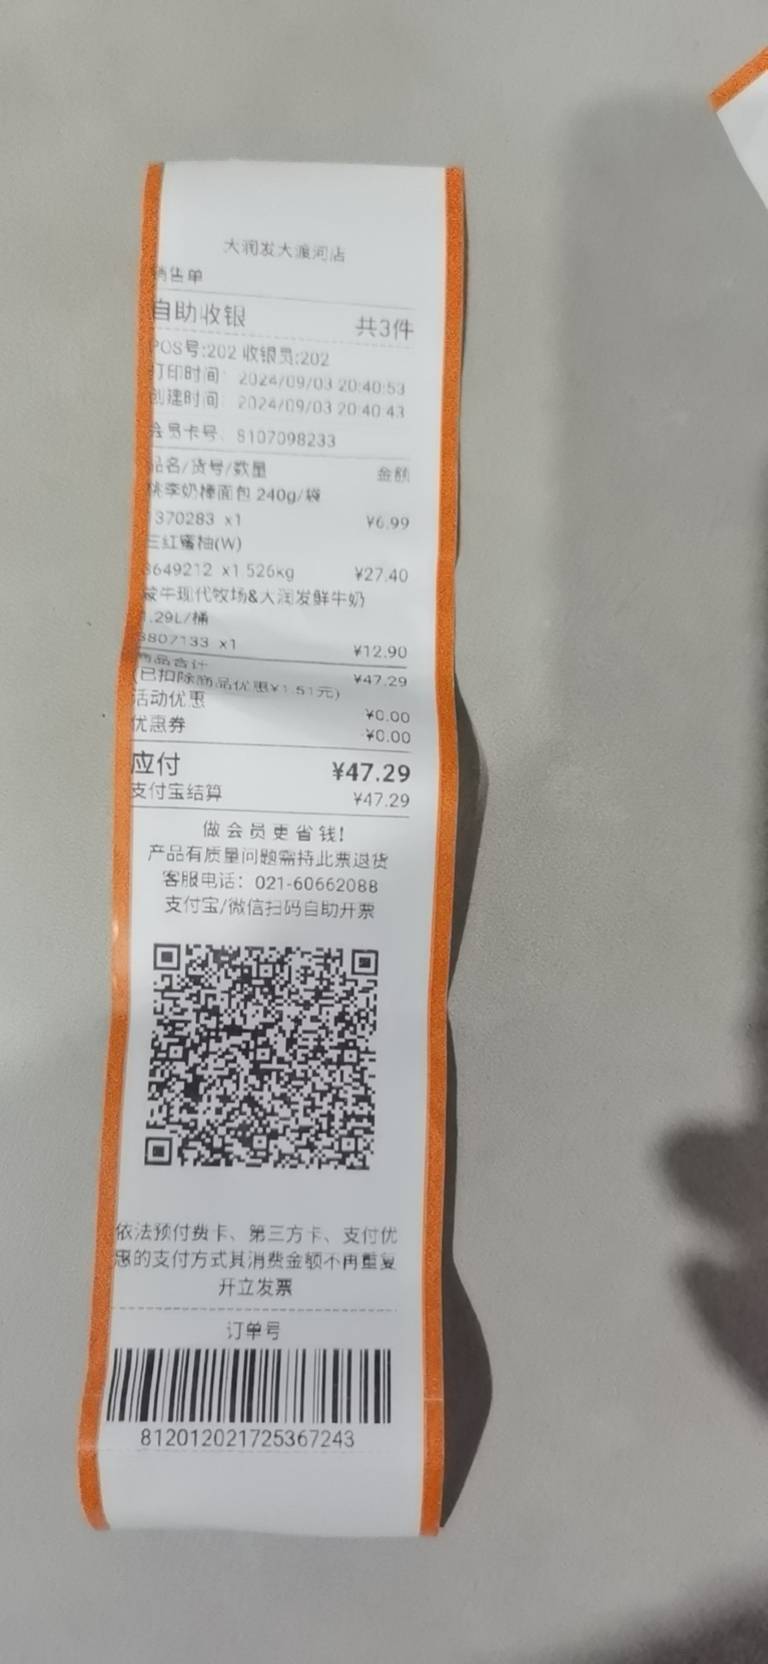 大润发大渡河店
销售单
自助收银 共3件
POS号:202 收银员:202
打印时间: 2024/09/03 20:40:53
创建时间: 2024/09/03 20:40:43
会员卡号: 8107098233
品名/货号/数量 金额
桃李奶棒面包 240g/袋
1370283 x1 ¥6.99
三红蜜柚(W)
8649212 x1.526kg ¥27.40
蒙牛现代牧场&大润发鲜牛奶
1.29L/桶
3807133 x1 ¥12.90
商品合计 ¥47.29
(已扣除商品优惠¥1.51元)
活动优惠 ¥0.00
优惠券 -¥0.00
应付 ¥47.29
支付宝结算 ¥47.29
做会员更省钱!
产品有质量问题需持此票退货
客服电话: 021-60662088
支付宝/微信扫码自助开票
依法预付费卡、第三方卡、支付优
惠的支付方式其消费金额不再重复
开立发票
订单号
812012021725367243